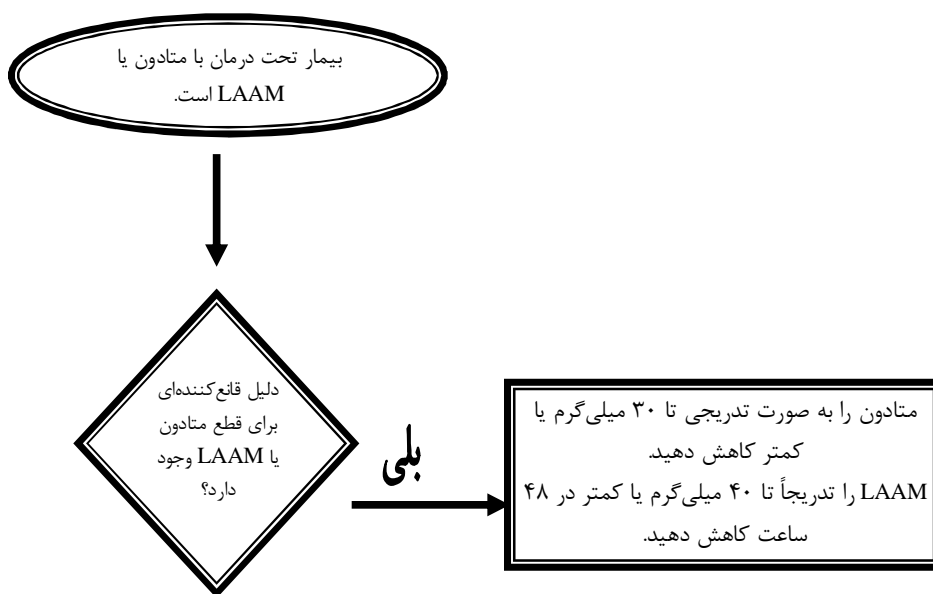 بیمار تحت درمان با متادون یا
LAAM است.
دلیل قانع‌کننده‌ای
برای قطع متادون
یا LAAM وجود
دارد؟
بلی
متادون را به صورت تدریجی تا ۳۰ میلی‌گرم یا
کمتر کاهش دهید.
LAAM را تدریجاً تا ۴۰ میلی‌گرم یا کمتر در ۴۸
ساعت کاهش دهید.